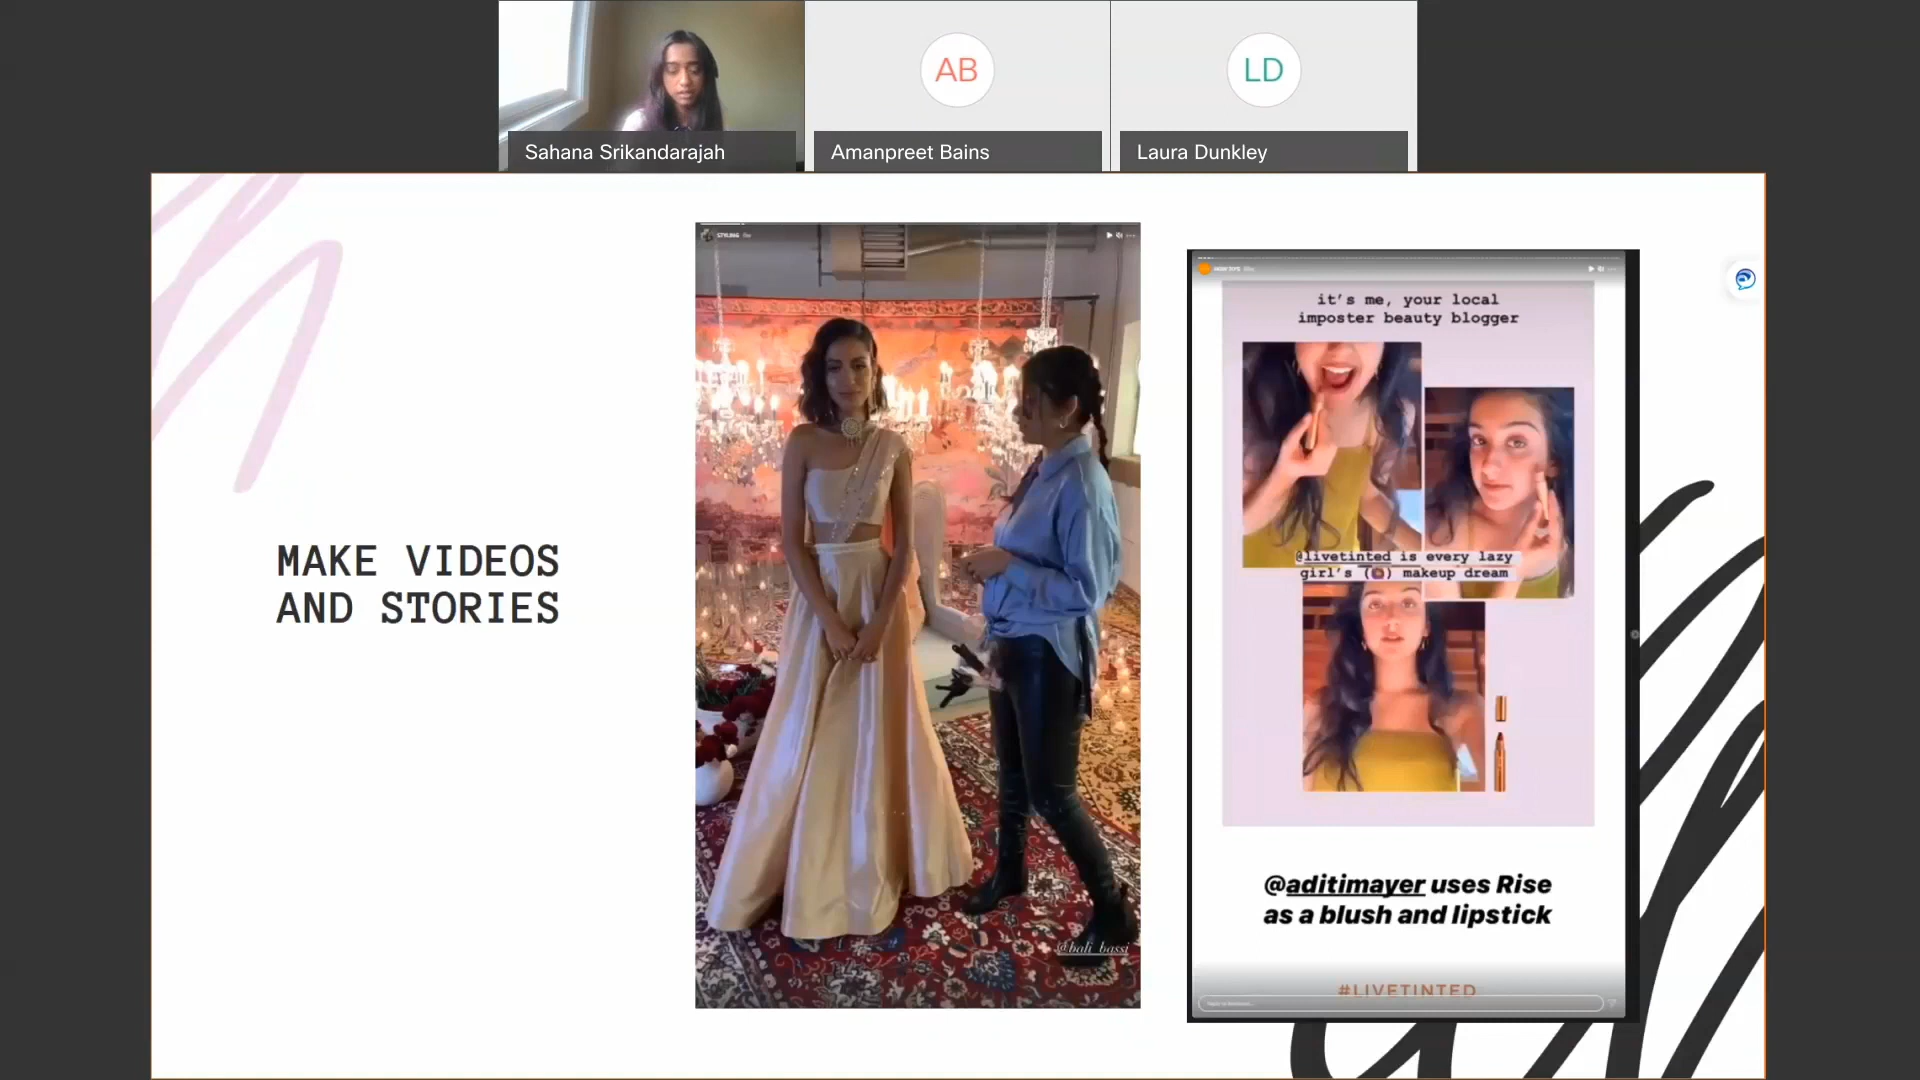 AB
LD
Sahana Srikandarajah
Amanpreet Bains
Laura Dunkley
MAKE VIDEOS
AND STORIES
STYLING
@bali_bassi
it's me, your local
imposter beauty blogger
@livetinted is every lazy
girl's ( ) makeup dream
@aditimayer uses Rise
as a blush and lipstick
#LIVETINTED